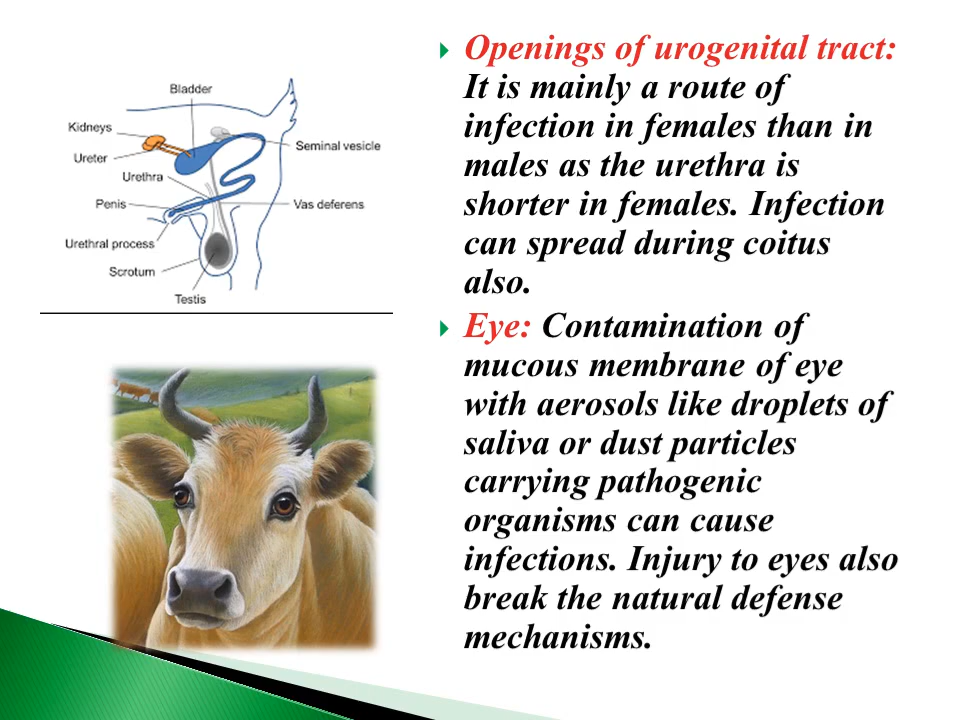 Bladder
Kidneys
Ureter
Seminal vesicle
Urethra
Penis
Vas deferens
Urethral process
Scrotum
Testis
Openings of urogenital tract:
It is mainly a route of
infection in females than in
males as the urethra is
shorter in females. Infection
can spread during coitus
also.
Eye: Contamination of
mucous membrane of eye
with aerosols like droplets of
saliva or dust particles
carrying pathogenic
organisms can cause
infections. Injury to eyes also
break the natural defense
mechanisms.